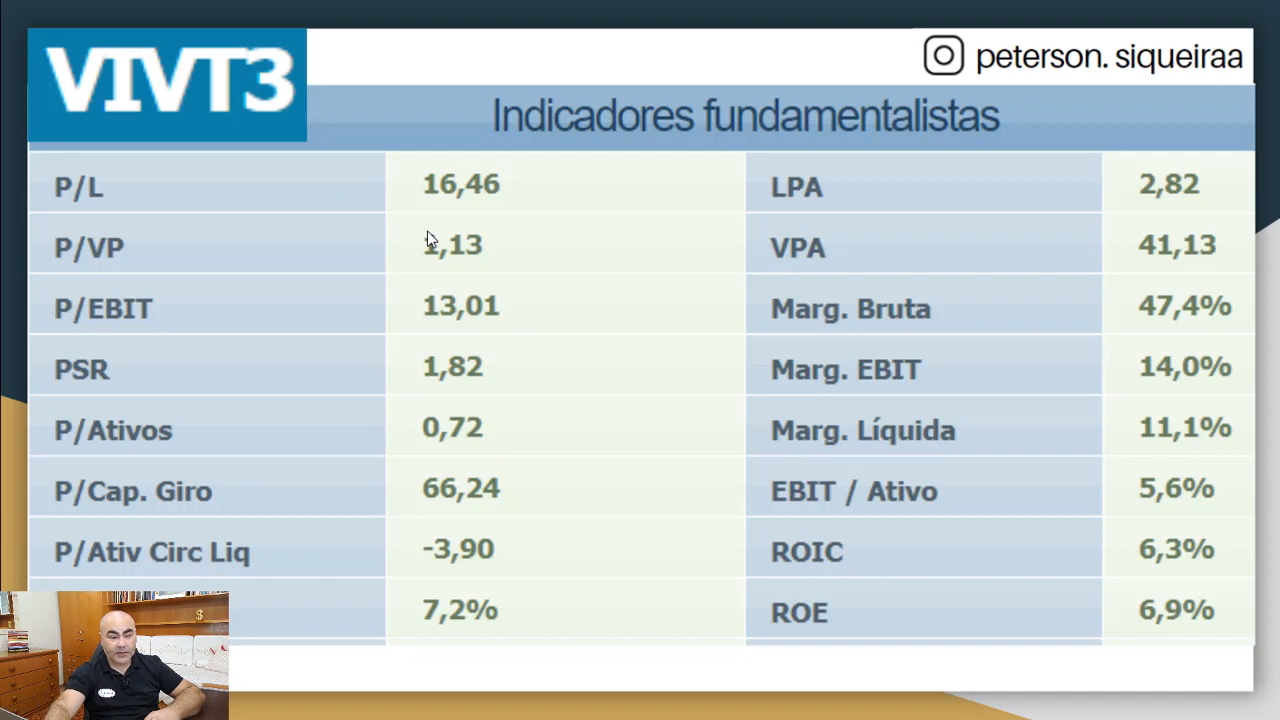 VIVT3
peterson. siqueiraa
Indicadores fundamentalistas
P/L 16,46 LPA 2,82
P/VP 1,13 VPA 41,13
P/EBIT 13,01 Marg. Bruta 47,4%
PSR 1,82 Marg. EBIT 14,0%
P/Ativos 0,72 Marg. Líquida 11,1%
P/Cap. Giro 66,24 EBIT / Ativo 5,6%
P/Ativ Circ Liq -3,90 ROIC 6,3%
7,2% ROE 6,9%
$